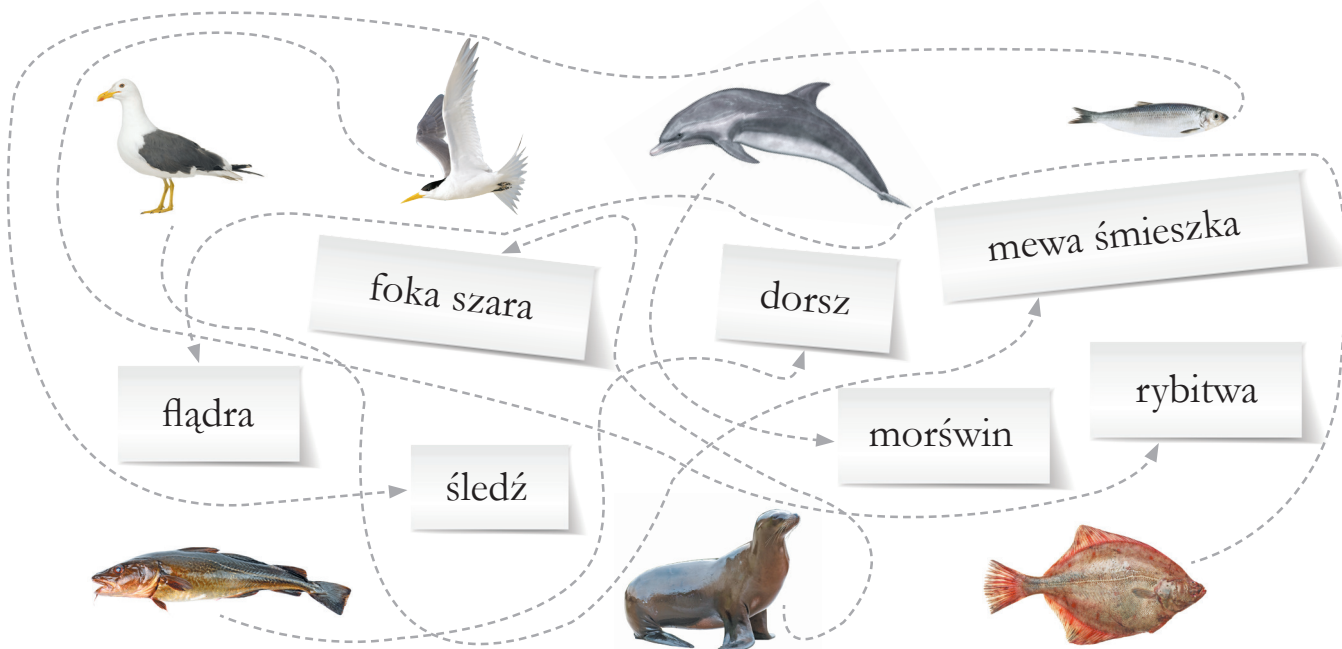 mewa śmieszka
foka szara
dorsz
rybitwa
flądra
morświn
śledź